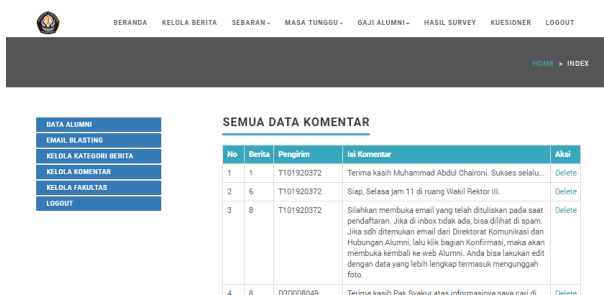 BERANDA KELOLA BERITA SEBARAN MASA TUNGGU GAJI ALUMNI HASIL SURVEY KUESIONER LOGOUT
HOME » INDEX
DATA ALUMNI
EMAIL BLASTING
KELOLA KATEGORI BERITA
KELOLA KOMENTAR
KELOLA FAKULTAS
LOGOUT
SEMUA DATA KOMENTAR
No Berita Pengirim Isi Komentar Aksi
1 1 T101920372 Terima kasih Muhammad Abdul Chaironi. Sukses selalu... Delete
2 6 T101920372 Siap, Selasa jam 11 di ruang Wakil Rektor III. Delete
3 8 T101920372 Silahkan membuka email yang telah dituliskan pada saat Delete
pendaftaran. Jika di inbox tidak ada, bisa dilihat di spam.
Jika sdh ditemukan email dari Direktorat Komunikasi dan
Hubungan Alumni, lalu klik bagian Konfirmasi, maka akan
membuka kembali ke web Alumni. Anda bisa lakukan edit
dengan data yang lebih lengkap termasuk mengunggah
foto.
4 8 D2D008049 Terima kasih Pak Syakur atas informasinya saya cari di Delete